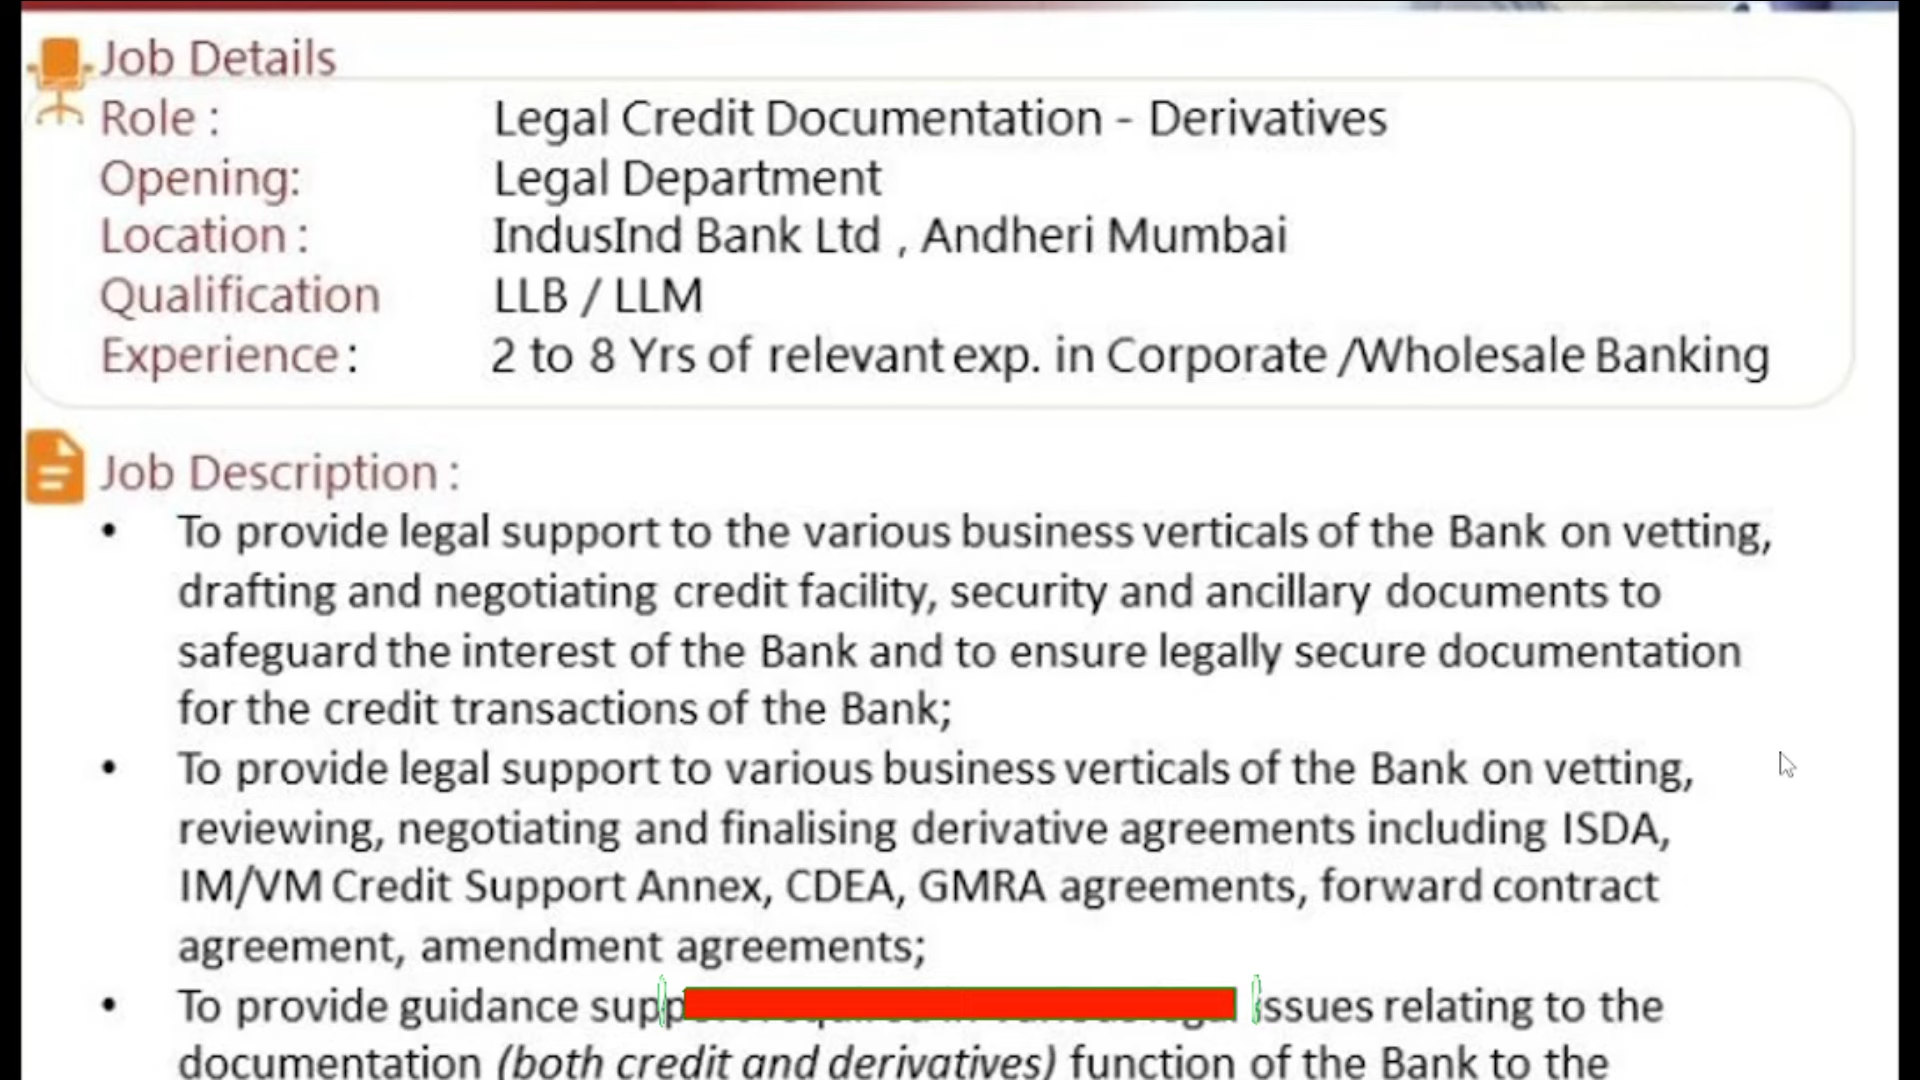 Job Details
Role : Legal Credit Documentation - Derivatives
Opening: Legal Department
Location : IndusInd Bank Ltd , Andheri Mumbai
Qualification LLB / LLM
Experience : 2 to 8 Yrs of relevant exp. in Corporate /Wholesale Banking
Job Description :
• To provide legal support to the various business verticals of the Bank on vetting,
drafting and negotiating credit facility, security and ancillary documents to
safeguard the interest of the Bank and to ensure legally secure documentation
for the credit transactions of the Bank;
• To provide legal support to various business verticals of the Bank on vetting,
reviewing, negotiating and finalising derivative agreements including ISDA,
IM/VM Credit Support Annex, CDEA, GMRA agreements, forward contract
agreement, amendment agreements;
• To provide guidance issues relating to the
documentation (both credit and derivatives) function of the Bank to the